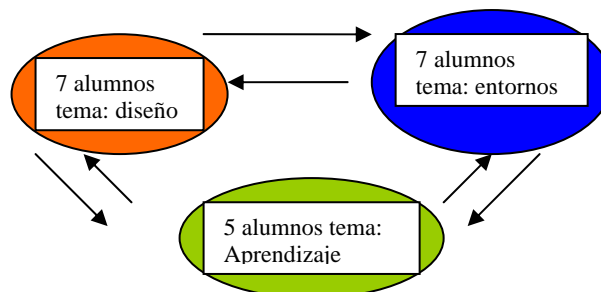 7 alumnos
tema: diseño
7 alumnos
tema: entornos
5 alumnos tema:
Aprendizaje